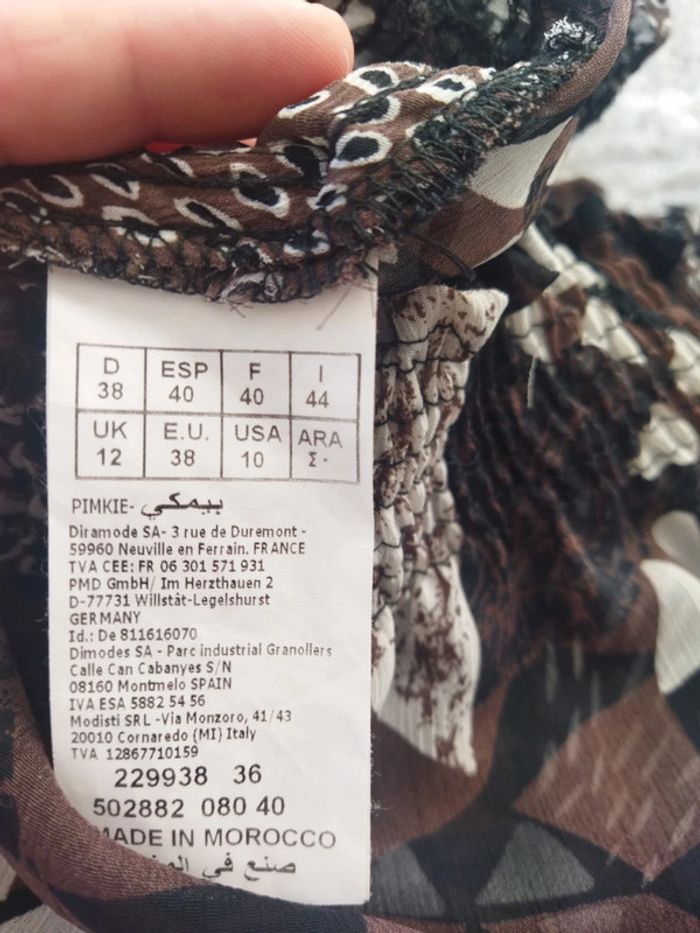 D ESP F I
38 40 40 44
UK E.U. USA ARA
12 38 10 ٤٠
PIMKIE- بيمكي
Diramode SA- 3 rue de Duremont -
59960 Neuville en Ferrain. FRANCE
TVA CEE: FR 06 301 571 931
PMD GmbH/ Im Herzthauen 2
D-77731 Willstät-Legelshurst
GERMANY
Id.: De 811616070
Dimodes SA - Parc industrial Granollers
Calle Can Cabanyes S/N
08160 Montmelo SPAIN
IVA ESA 5882 54 56
Modisti SRL -Via Monzoro, 41/43
20010 Cornaredo (MI) Italy
TVA 12867710159
229938 36
502882 080 40
MADE IN MOROCCO
صنع في